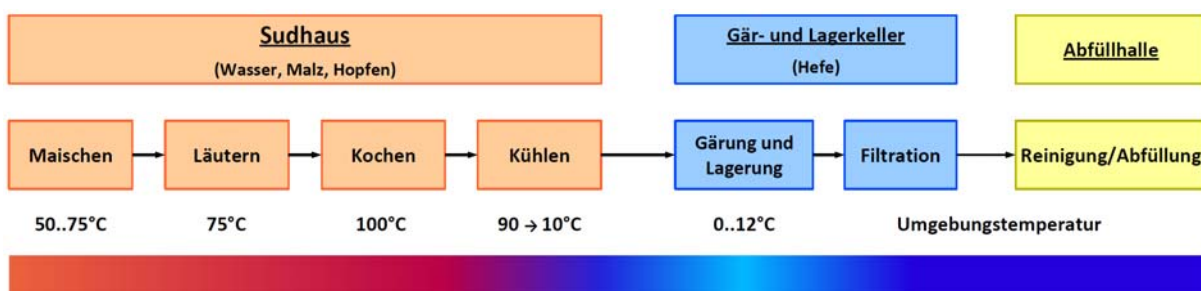 Sudhaus
(Wasser, Malz, Hopfen)
Gär- und Lagerkeller
(Hefe)
Abfüllhalle
Maischen
Läutern
Kochen
Kühlen
Gärung und
Lagerung
Filtration
Reinigung/Abfüllung
50..75°C
75°C
100°C
90 → 10°C
0..12°C
Umgebungstemperatur